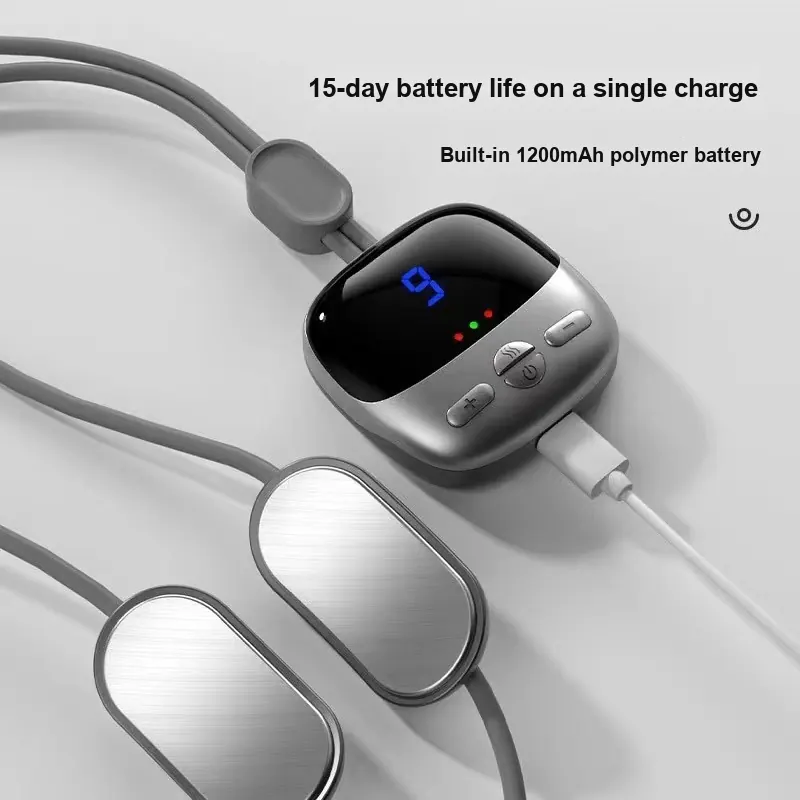 15-day battery life on a single charge
Built-in 1200mAh polymer battery
−
+